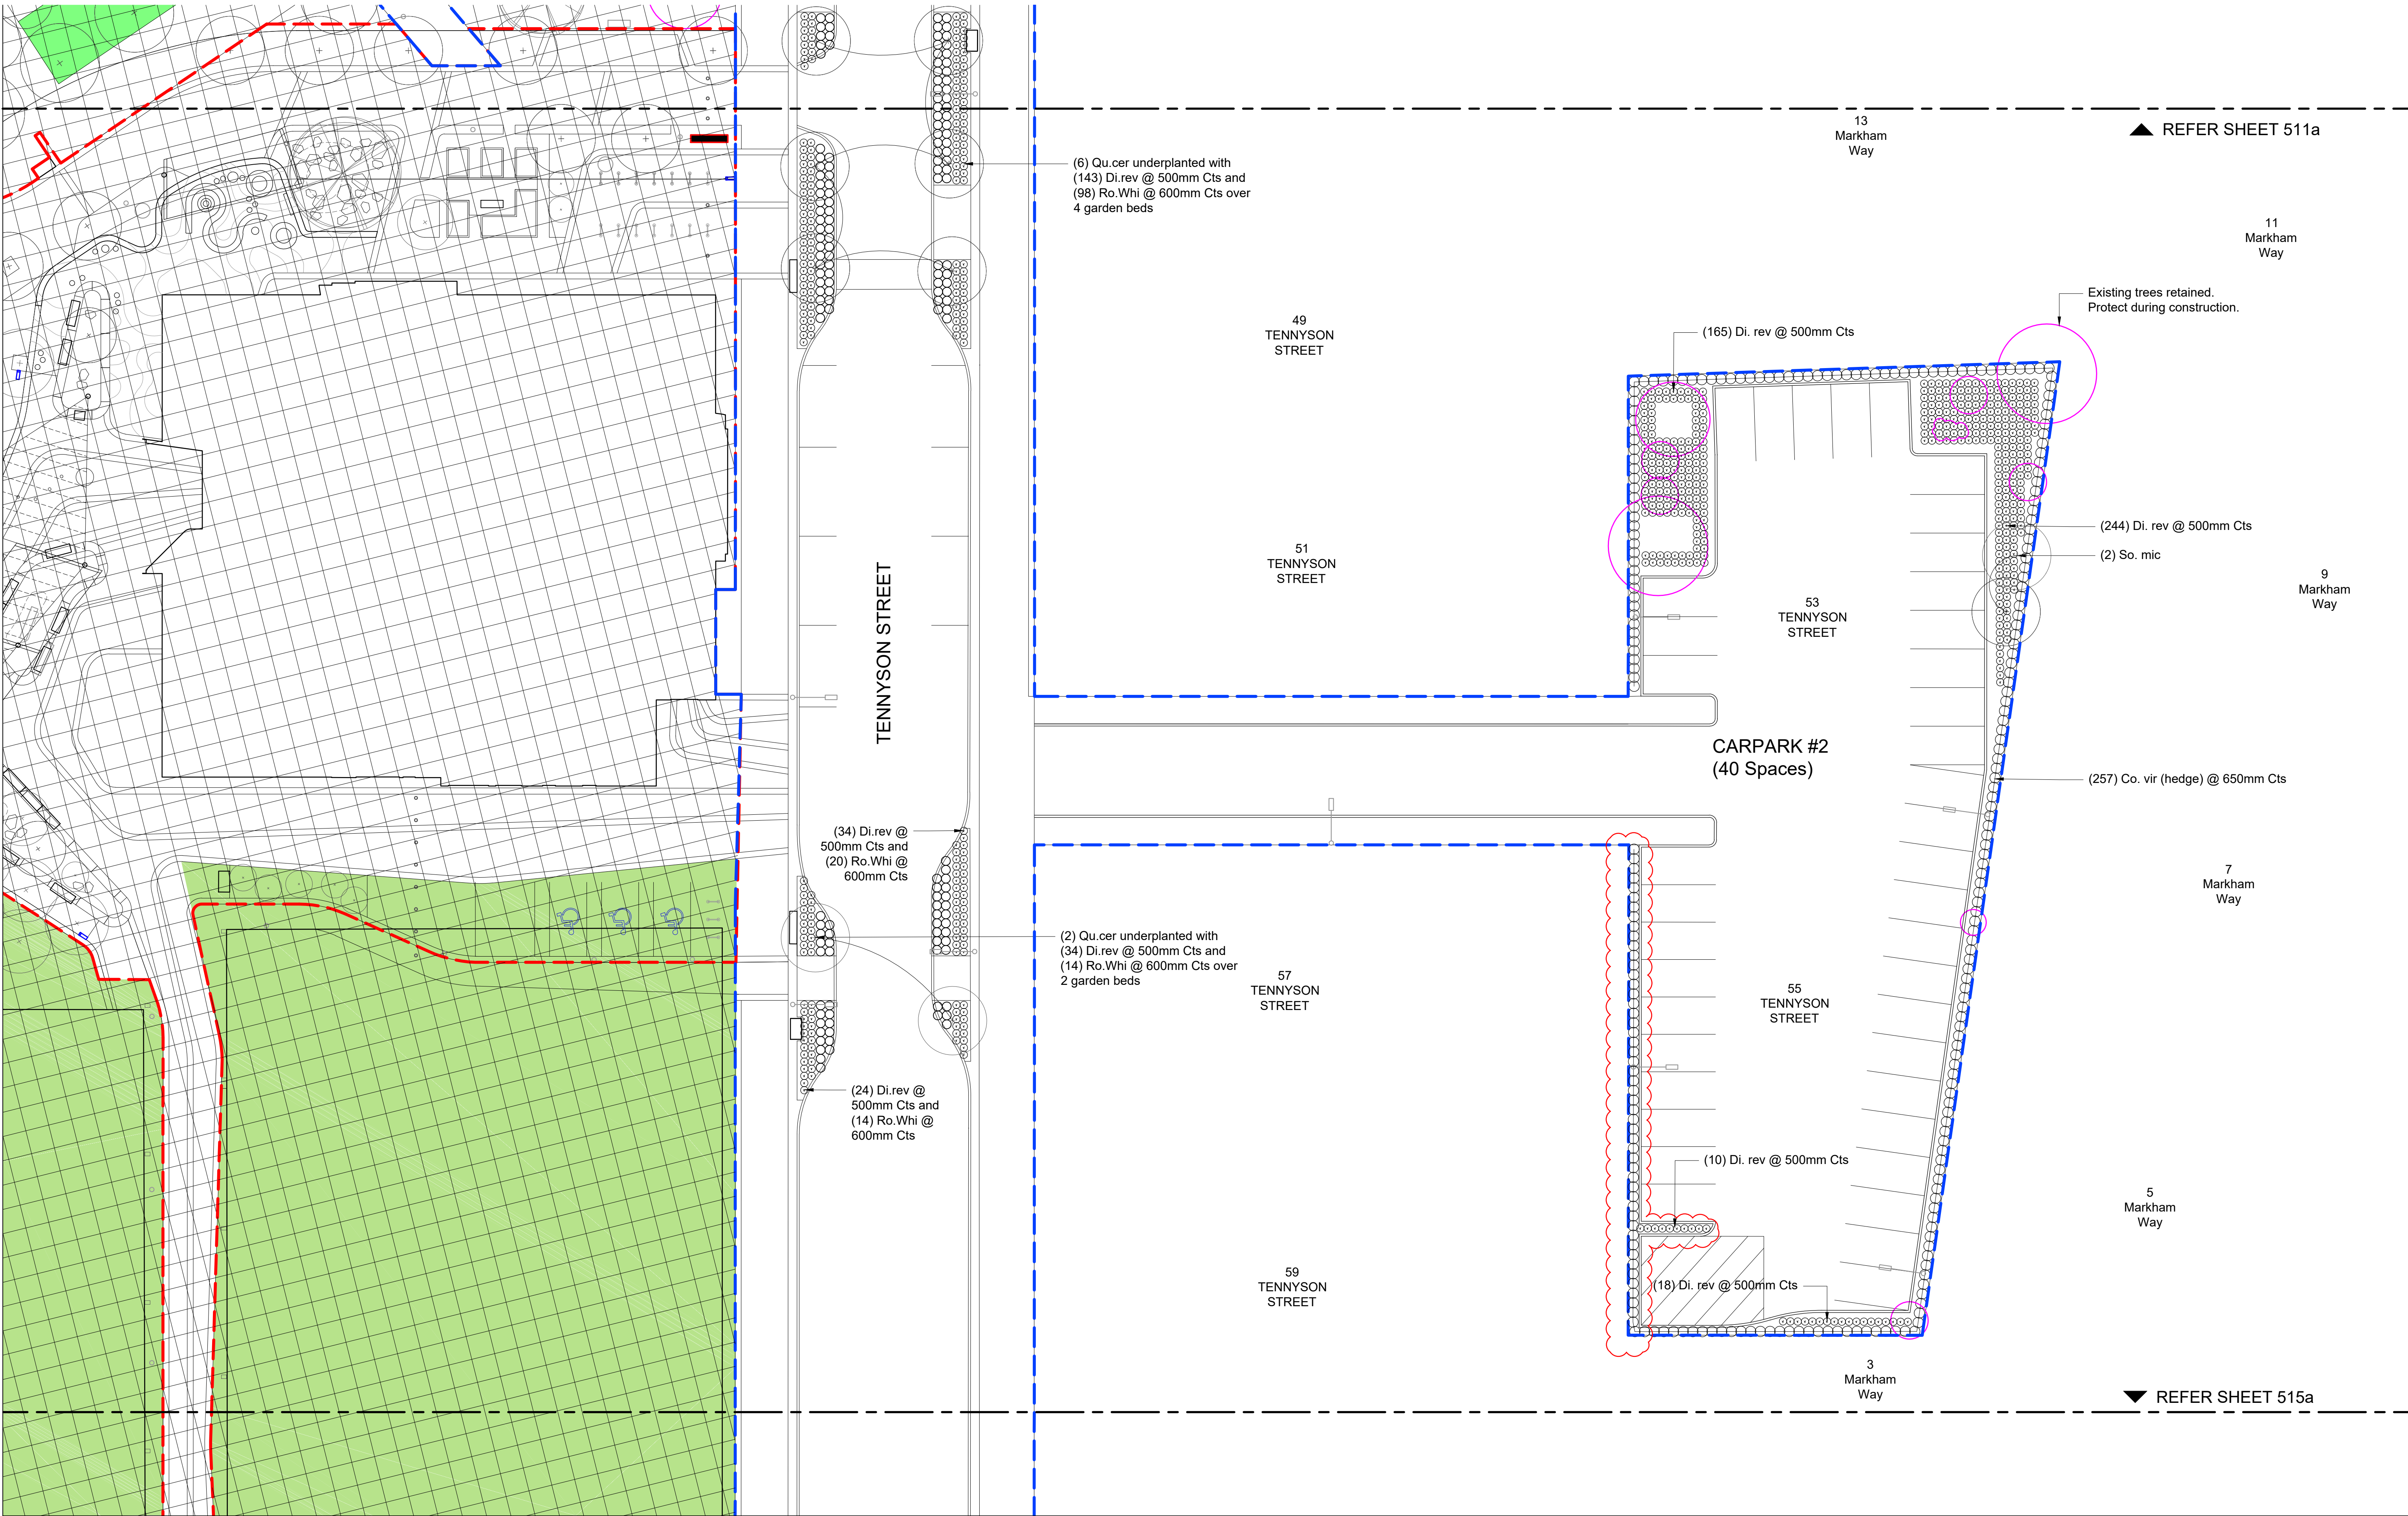 13
Markham
Way
REFER SHEET 511a
(6) Qu.cer underplanted with
(143) Di.rev @ 500mm Cts and
(98) Ro.Whi @ 600mm Cts over
4 garden beds
11
Markham
Way
Existing trees retained.
Protect during construction.
49
TENNYSON
STREET
(165) Di. rev @ 500mm Cts
(244) Di. rev @ 500mm Cts
(2) So. mic
51
TENNYSON
STREET
9
Markham
Way
53
TENNYSON
STREET
TENNYSON STREET
CARPARK #2
(40 Spaces)
(257) Co. vir (hedge) @ 650mm Cts
(34) Di.rev @
500mm Cts and
(20) Ro.Whi @
600mm Cts
7
Markham
Way
(2) Qu.cer underplanted with
(34) Di.rev @ 500mm Cts and
(14) Ro.Whi @ 600mm Cts over
2 garden beds
57
TENNYSON
STREET
55
TENNYSON
STREET
(24) Di.rev @
500mm Cts and
(14) Ro.Whi @
600mm Cts
(10) Di. rev @ 500mm Cts
5
Markham
Way
59
TENNYSON
STREET
(18) Di. rev @ 500mm Cts
3
Markham
Way
REFER SHEET 515a